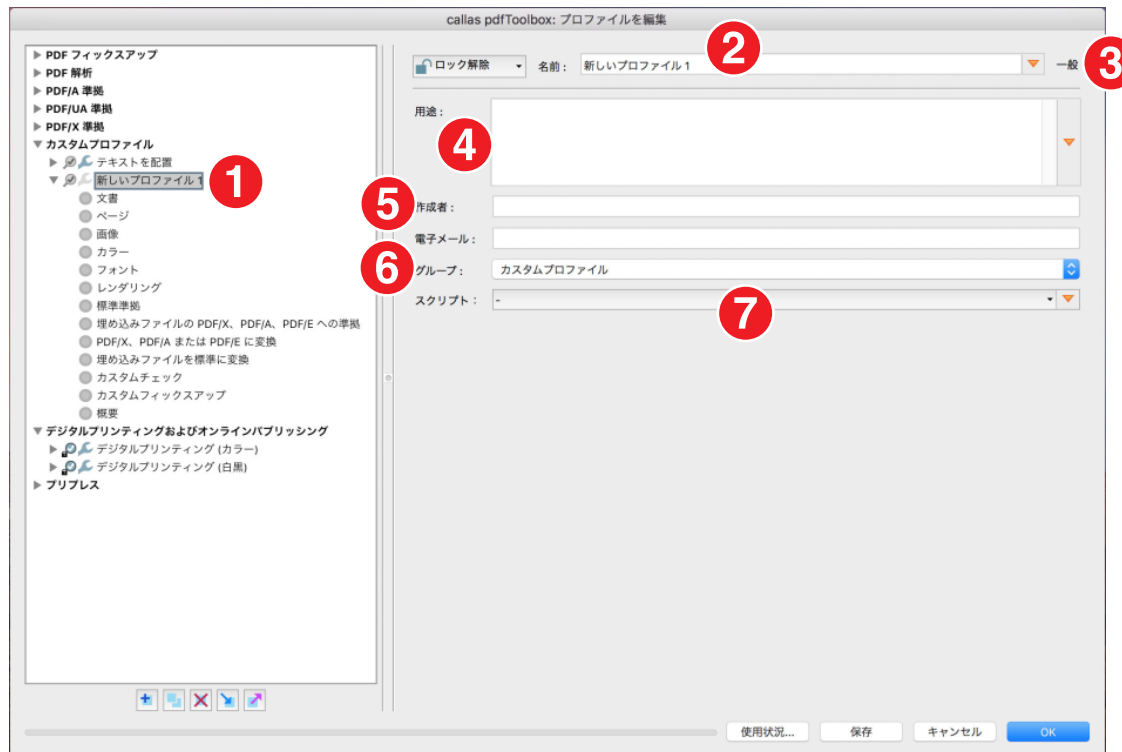 callas pdfToolbox: プロファイルを編集
PDF フィックスアップ
PDF 解析
PDF/A 準拠
PDF/UA 準拠
PDF/X 準拠
カスタムプロファイル
テキストを配置
新しいプロファイル 1
文書
ページ
画像
カラー
フォント
レンダリング
標準準拠
埋め込みファイルの PDF/X、PDF/A、PDF/E への準拠
PDF/X、PDF/A または PDF/E に変換
埋め込みファイルを標準に変換
カスタムチェック
カスタムフィックスアップ
概要
デジタルプリンティングおよびオンラインパブリッシング
デジタルプリンティング (カラー)
デジタルプリンティング (白黒)
プリプレス
1
ロック解除 名前： 新しいプロファイル 1 一般
2
3
用途：
4
5
作成者：
電子メール：
6
グループ： カスタムプロファイル
スクリプト： -
7
使用状況... 保存 キャンセル OK